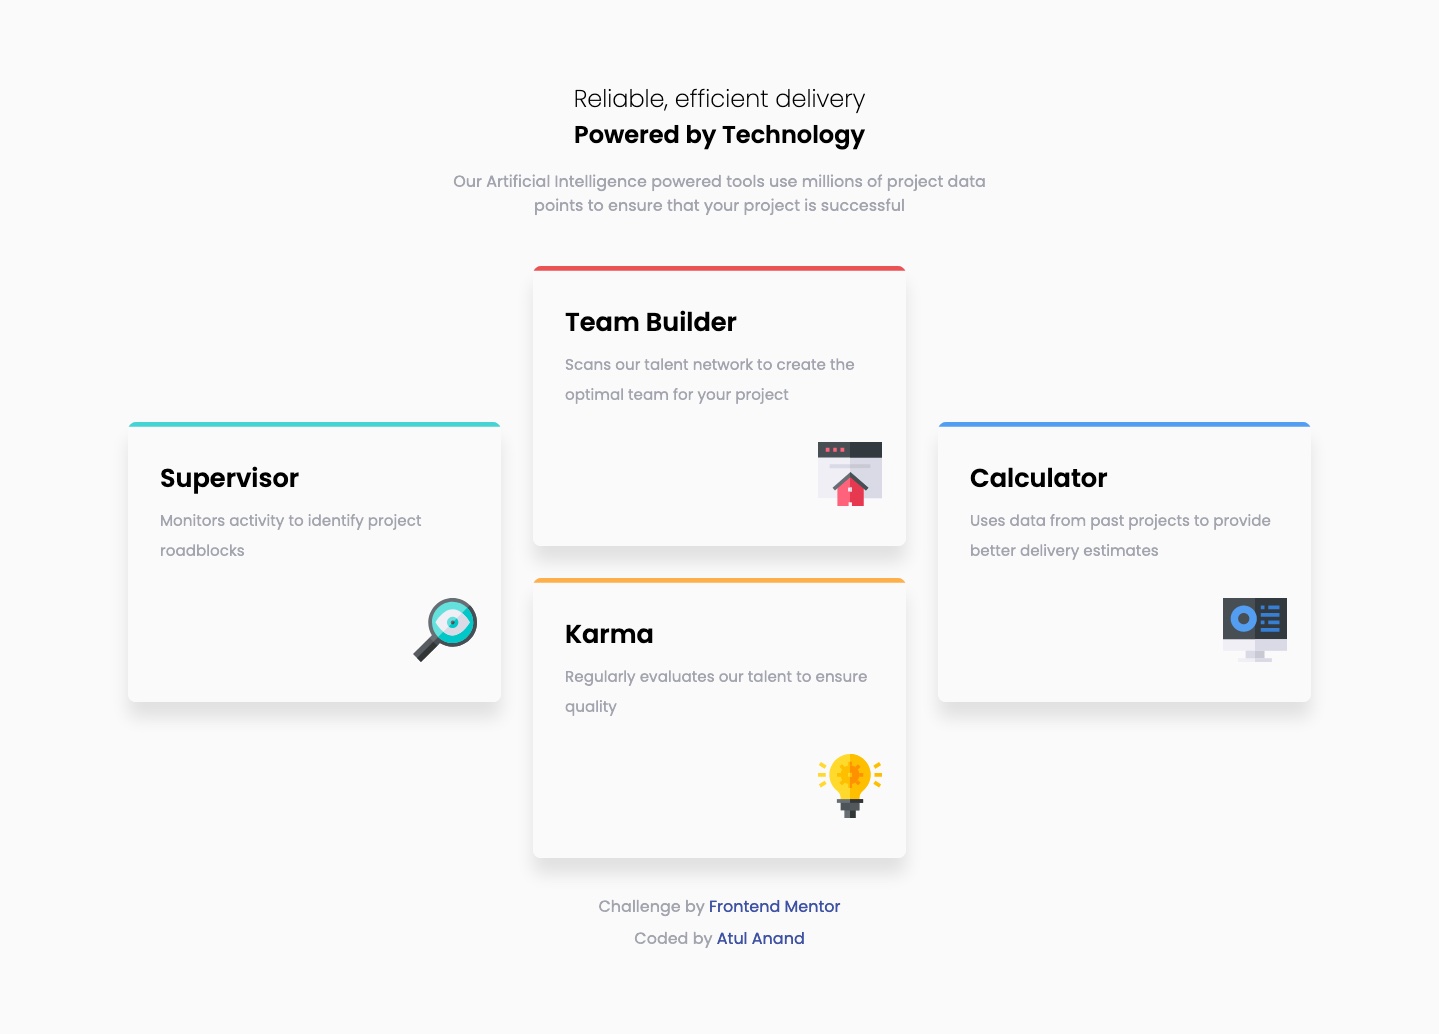 Reliable, efficient delivery
Powered by Technology
Our Artificial Intelligence powered tools use millions of project data
points to ensure that your project is successful
Supervisor
Monitors activity to identify project
roadblocks
Team Builder
Scans our talent network to create the
optimal team for your project
Karma
Regularly evaluates our talent to ensure
quality
Calculator
Uses data from past projects to provide
better delivery estimates
Challenge by Frontend Mentor
Coded by Atul Anand